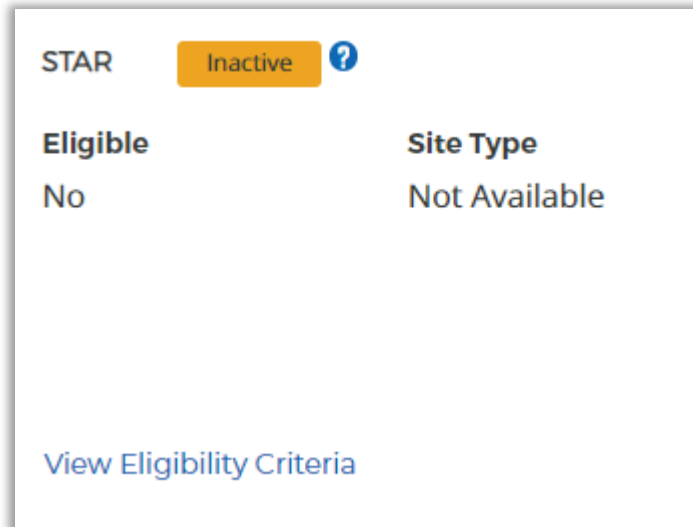 STAR Inactive ?
Eligible Site Type
No Not Available
View Eligibility Criteria